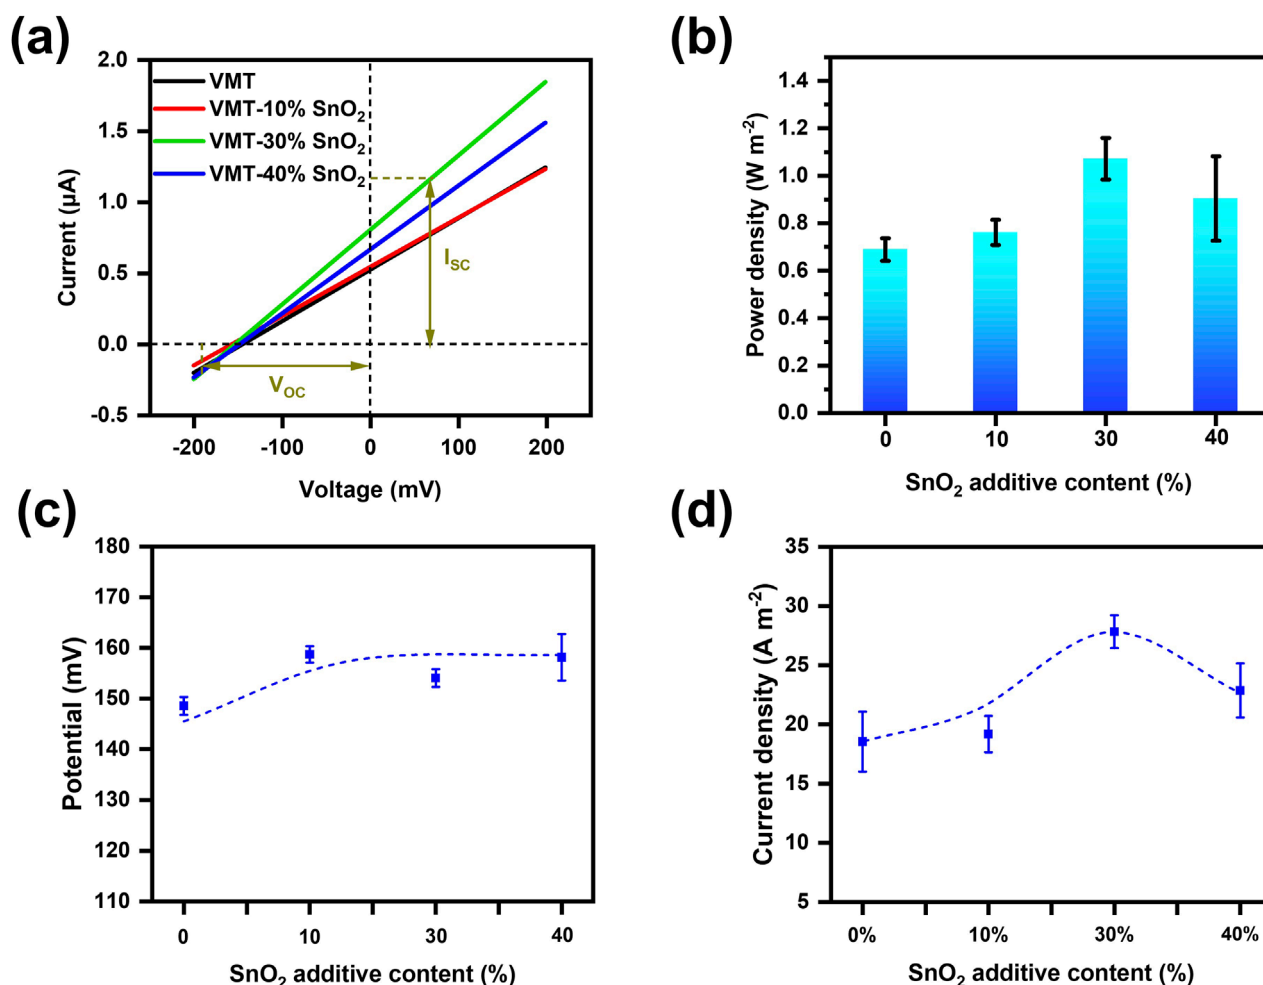 (a)
2.0
1.5
1.0
0.5
0.0
-0.5
Current (µA)
VMT
VMT-10% SnO₂
VMT-30% SnO₂
VMT-40% SnO₂
I_SC
V_OC
-200
-100
0
100
200
Voltage (mV)
(b)
1.4
1.2
1.0
0.8
0.6
0.4
0.2
0.0
Power density (W m⁻²)
0
10
30
40
SnO₂ additive content (%)
(c)
180
170
160
150
140
130
120
110
Potential (mV)
0
10
30
40
SnO₂ additive content (%)
(d)
35
30
25
20
15
10
5
Current density (A m⁻²)
0%
10%
30%
40%
SnO₂ additive content (%)